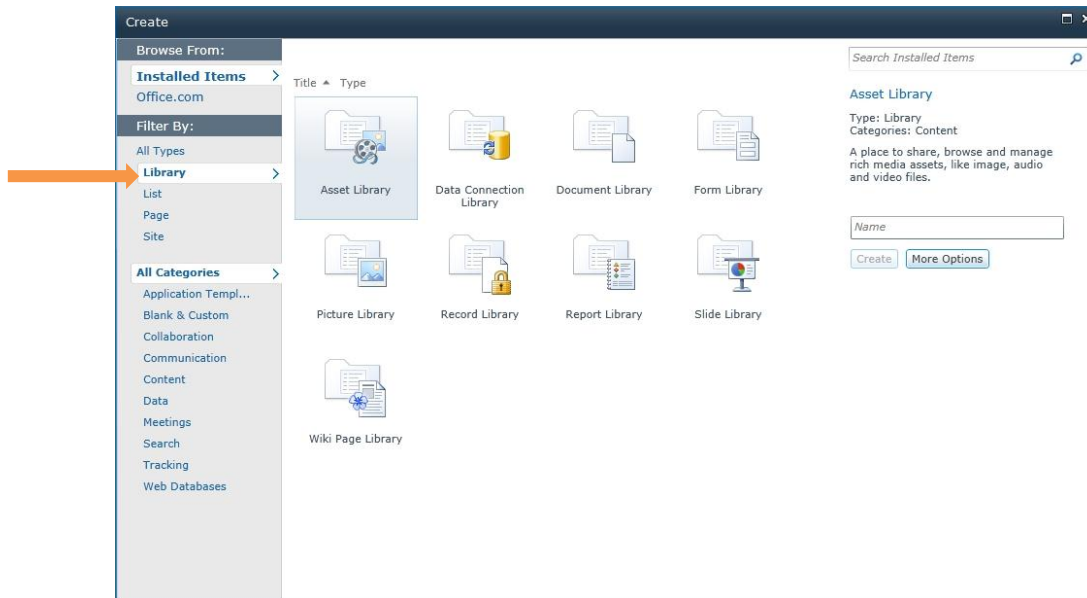 Create
Browse From:
Installed Items
Office.com
Filter By:
All Types
Library
List
Page
Site
All Categories
Application Templ...
Blank & Custom
Collaboration
Communication
Content
Data
Meetings
Search
Tracking
Web Databases
Title Type
Asset Library
Data Connection
Library
Document Library
Form Library
Picture Library
Record Library
Report Library
Slide Library
Wiki Page Library
Search Installed Items
Asset Library
Type: Library
Categories: Content
A place to share, browse and manage
rich media assets, like image, audio
and video files.
Name
Create More Options